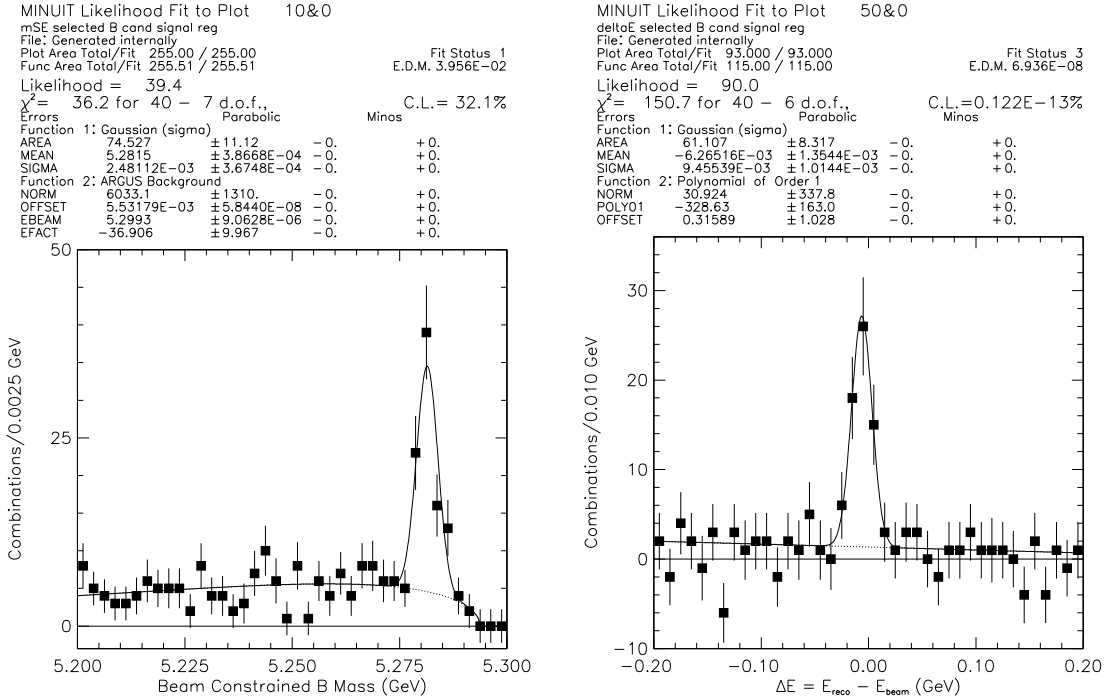 MINUIT Likelihood Fit to Plot 10&0
mSE selected B cand signal reg
File: Generated internally
Plot Area Total/Fit 255.00 / 255.00 Fit Status 1
Func Area Total/Fit 255.51 / 255.51 E.D.M. 3.956E-02
Likelihood = 39.4
χ²= 36.2 for 40 - 7 d.o.f., C.L.= 32.1%
Errors Parabolic Minos
Function 1: Gaussian (sigma)
AREA 74.527 ± 11.12 - 0. + 0.
MEAN 5.2815 ± 3.8668E-04 - 0. + 0.
SIGMA 2.48112E-03 ± 3.6748E-04 - 0. + 0.
Function 2: ARGUS Background
NORM 6033.1 ± 1310. - 0. + 0.
OFFSET 5.53179E-03 ± 5.8440E-08 - 0. + 0.
EBEAM 5.2993 ± 9.0628E-06 - 0. + 0.
EFACT -36.906 ± 9.967 - 0. + 0.
50
25
0
Combinations/0.0025 GeV
5.200 5.225 5.250 5.275 5.300
Beam Constrained B Mass (GeV)
MINUIT Likelihood Fit to Plot 50&0
deltaE selected B cand signal reg
File: Generated internally
Plot Area Total/Fit 93.000 / 93.000 Fit Status 3
Func Area Total/Fit 115.00 / 115.00 E.D.M. 6.936E-08
Likelihood = 90.0
χ²= 150.7 for 40 - 6 d.o.f., C.L.=0.122E-13%
Errors Parabolic Minos
Function 1: Gaussian (sigma)
AREA 61.107 ± 8.317 - 0. + 0.
MEAN -6.26516E-03 ± 1.3544E-03 - 0. + 0.
SIGMA 9.45539E-03 ± 1.0144E-03 - 0. + 0.
Function 2: Polynomial of Order 1
NORM 30.924 ± 337.8 - 0. + 0.
POLY01 -328.63 ± 163.0 - 0. + 0.
OFFSET 0.31589 ± 1.028 - 0. + 0.
30
20
10
0
-10
Combinations/0.010 GeV
-0.20 -0.10 0.00 0.10 0.20
ΔE = E_reco - E_beam (GeV)